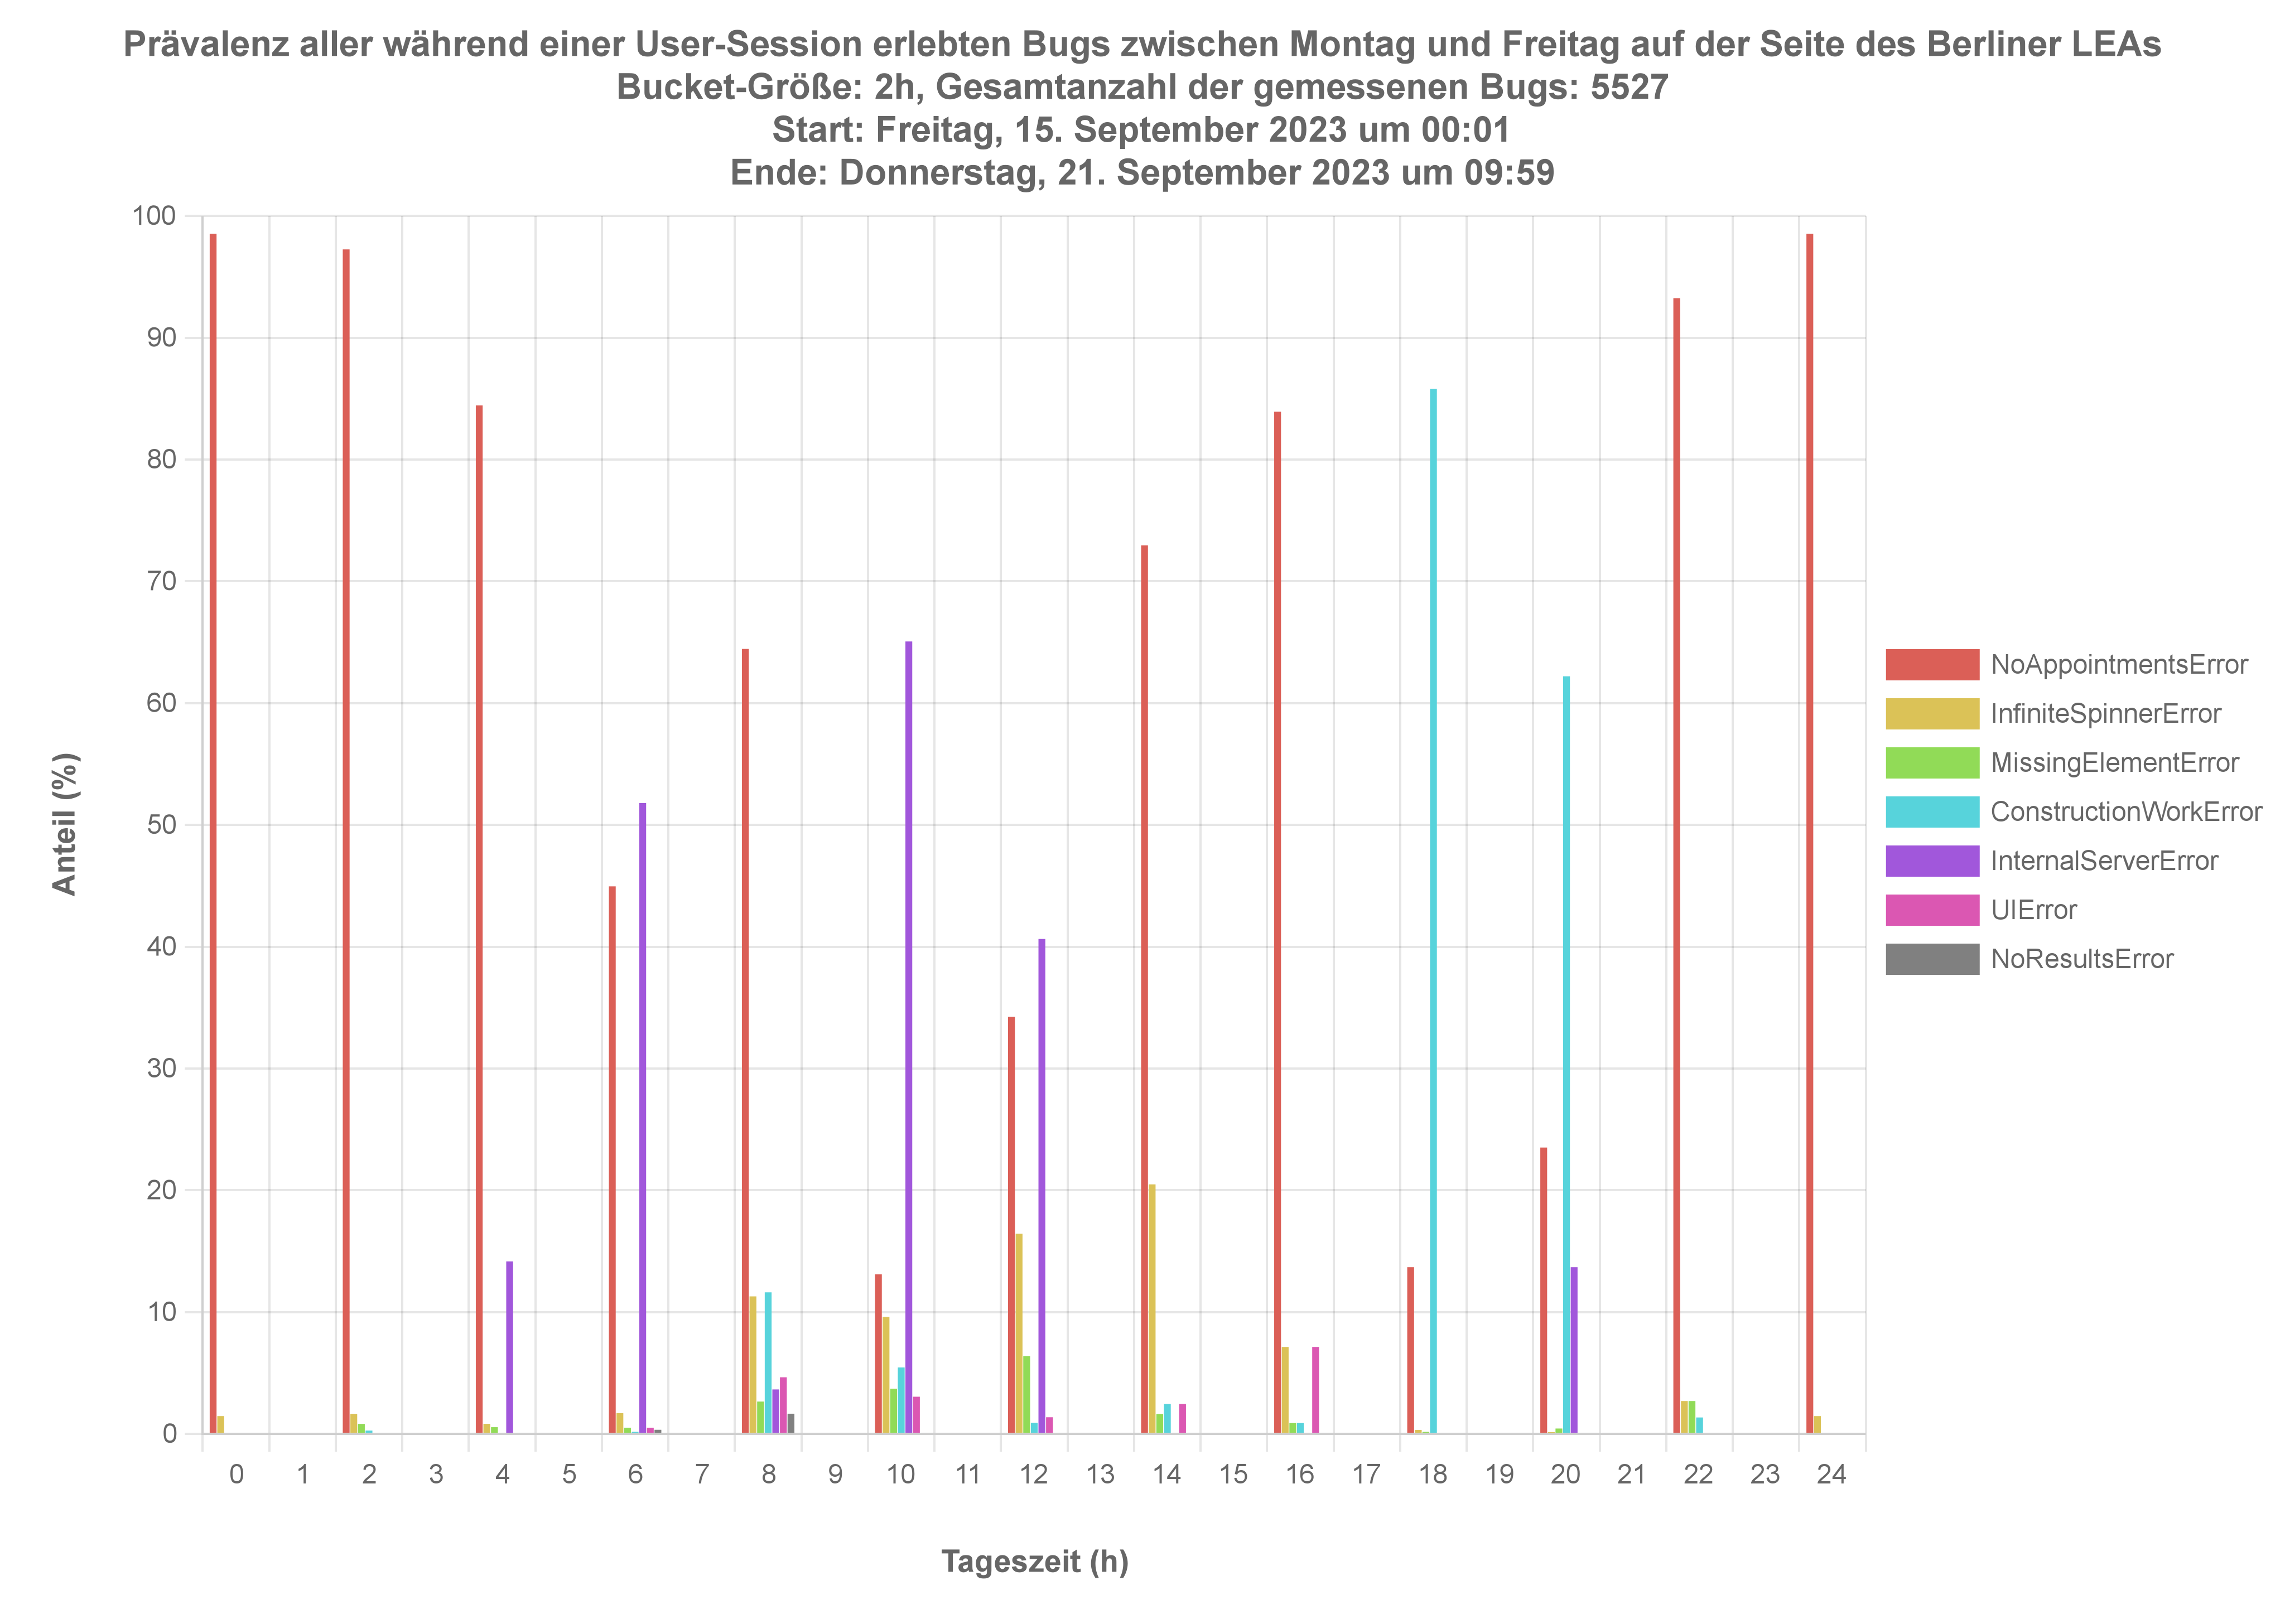 Prävalenz aller während einer User-Session erlebten Bugs zwischen Montag und Freitag auf der Seite des Berliner LEAs
Bucket-Größe: 2h, Gesamtanzahl der gemessenen Bugs: 5527
Start: Freitag, 15. September 2023 um 00:01
Ende: Donnerstag, 21. September 2023 um 09:59
100
90
80
70
60
50
40
30
20
10
0
Anteil (%)
0 1 2 3 4 5 6 7 8 9 10 11 12 13 14 15 16 17 18 19 20 21 22 23 24
Tageszeit (h)
NoAppointmentsError
InfiniteSpinnerError
MissingElementError
ConstructionWorkError
InternalServerError
UIError
NoResultsError